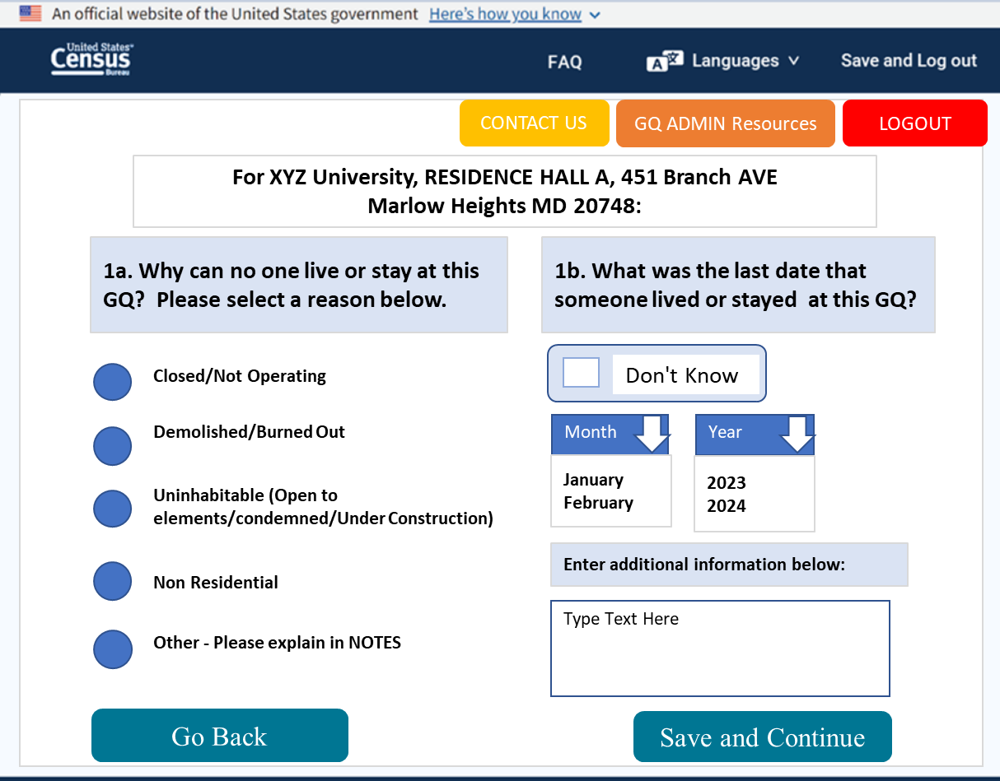 An official website of the United States government Here's how you know
United States
Census
Bureau
FAQ
Languages
Save and Log out
CONTACT US
GQ ADMIN Resources
LOGOUT
For XYZ University, RESIDENCE HALL A, 451 Branch AVE
Marlow Heights MD 20748:
1a. Why can no one live or stay at this
GQ?  Please select a reason below.
Closed/Not Operating
Demolished/Burned Out
Uninhabitable (Open to
elements/condemned/Under Construction)
Non Residential
Other - Please explain in NOTES
1b. What was the last date that
someone lived or stayed  at this GQ?
Don't Know
Month
January
February
Year
2023
2024
Enter additional information below:
Type Text Here
Go Back
Save and Continue